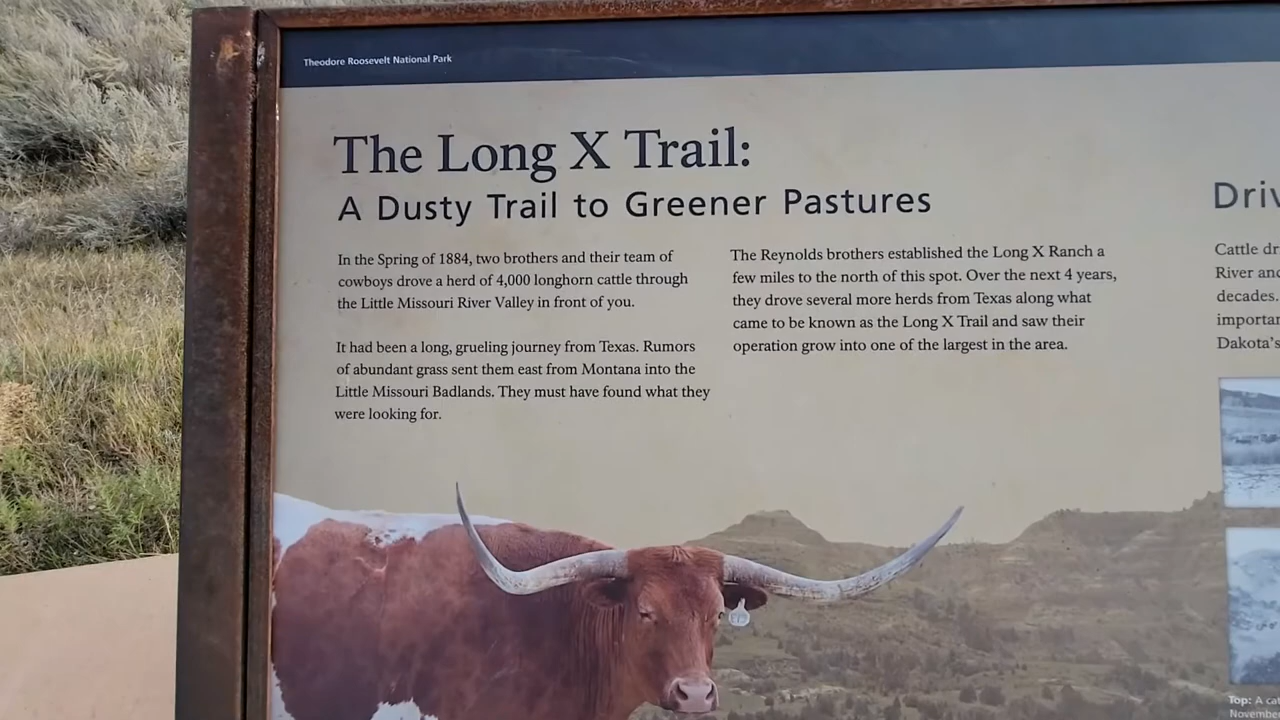 Theodore Roosevelt National Park
The Long X Trail:
A Dusty Trail to Greener Pastures
In the Spring of 1884, two brothers and their team of
cowboys drove a herd of 4,000 longhorn cattle through
the Little Missouri River Valley in front of you.
It had been a long, grueling journey from Texas. Rumors
of abundant grass sent them east from Montana into the
Little Missouri Badlands. They must have found what they
were looking for.
The Reynolds brothers established the Long X Ranch a
few miles to the north of this spot. Over the next 4 years,
they drove several more herds from Texas along what
came to be known as the Long X Trail and saw their
operation grow into one of the largest in the area.
Cattle
River and
decades.
Dakota's
Top: A